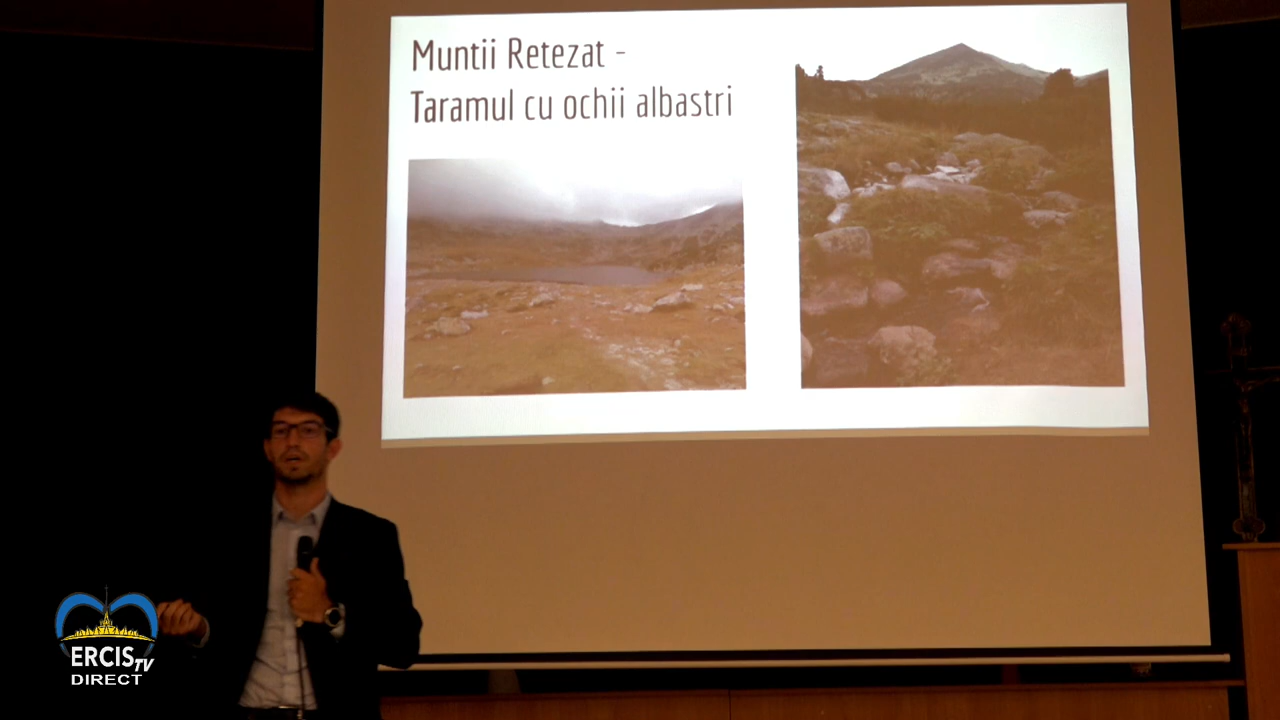 Muntii Retezat -
Taramul cu ochii albastri
ERCIS TV
DIRECT